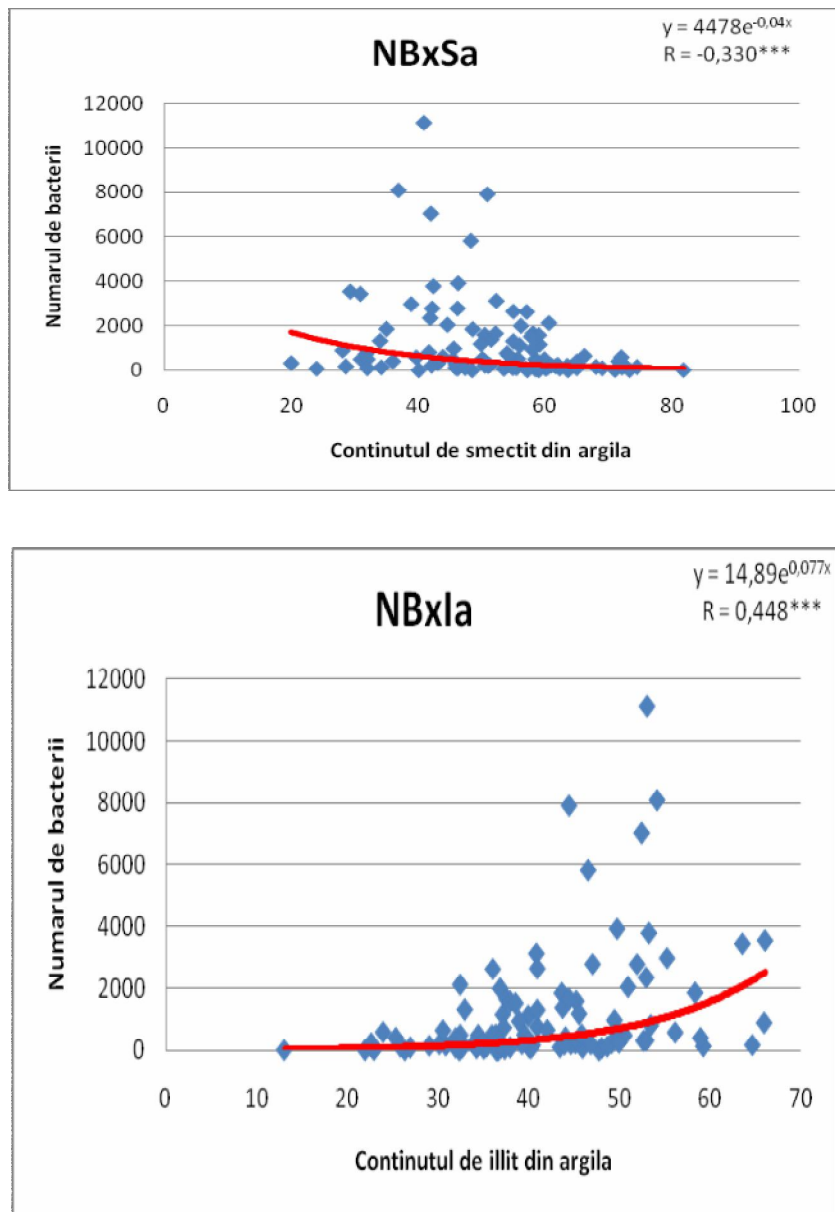 y = 4478e^-0,04x
NBxSa
R = -0,330***
12000
10000
8000
6000
4000
2000
0
Numarul de bacterii
0 20 40 60 80 100
Continutul de smectit din argila
y = 14,89e^0,077x
NBxIa
R = 0,448***
12000
10000
8000
6000
4000
2000
0
Numarul de bacterii
0 10 20 30 40 50 60 70
Continutul de illit din argila